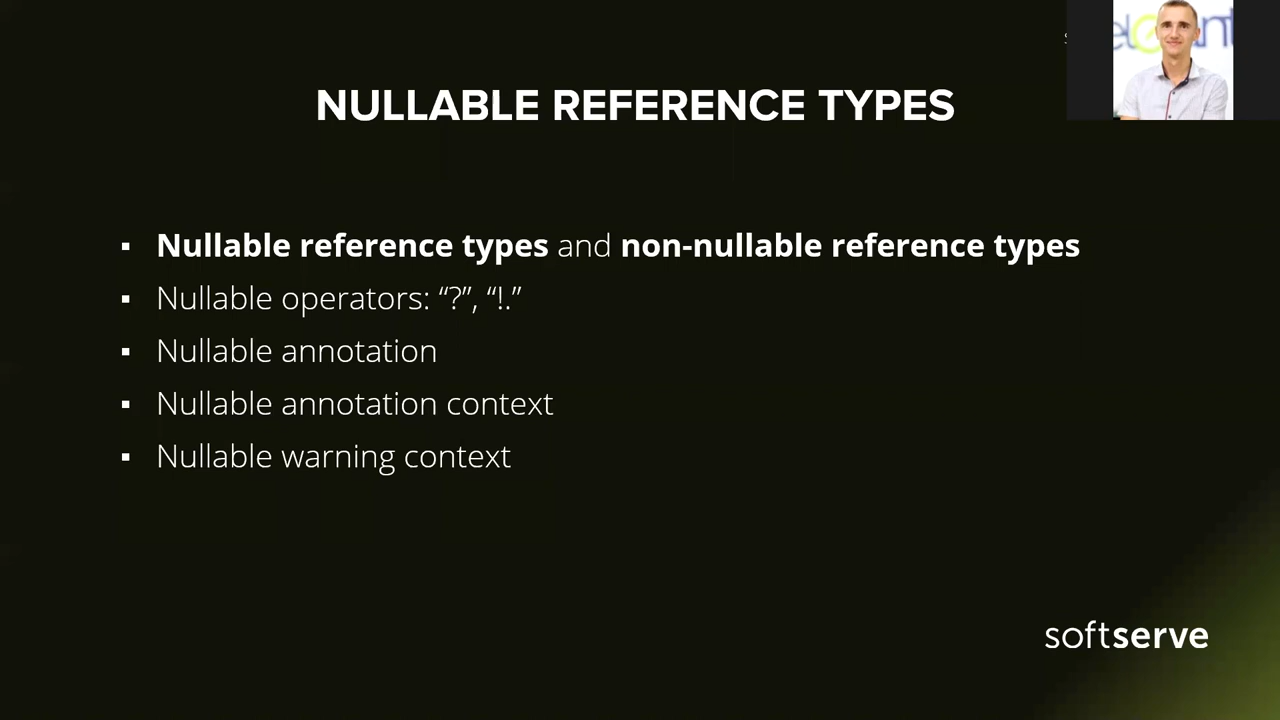 NULLABLE REFERENCE TYPES
▪ Nullable reference types and non-nullable reference types
▪ Nullable operators: “?”, “!.”
▪ Nullable annotation
▪ Nullable annotation context
▪ Nullable warning context
softserve